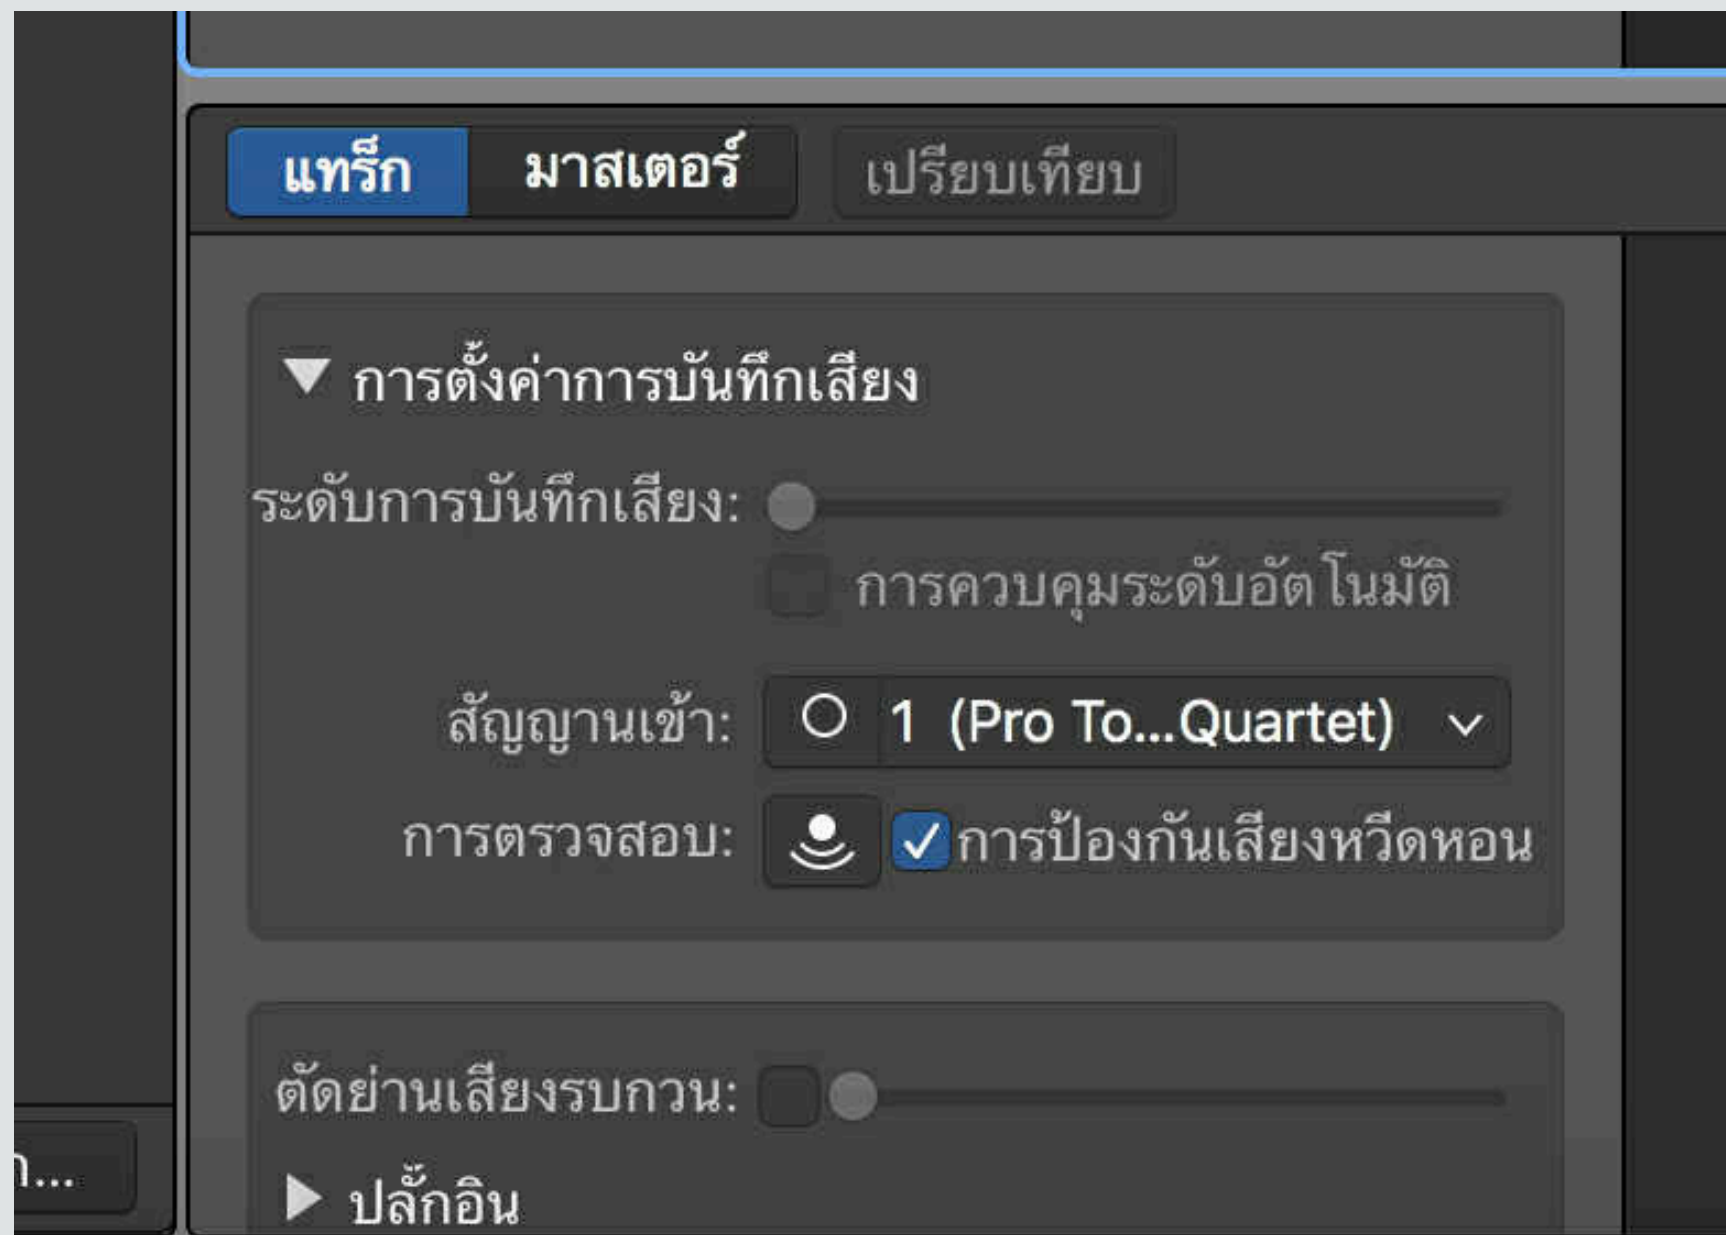 แทร็ก มาสเตอร์ เปรียบเทียบ
การตั้งค่าการบันทึกเสียง
ระดับการบันทึกเสียง:
การควบคุมระดับอัตโนมัติ
สัญญานเข้า: 1 (Pro To...Quartet)
การตรวจสอบ: การป้องกันเสียงหวีดหอน
ตัดย่านเสียงรบกวน:
ปลั๊กอิน